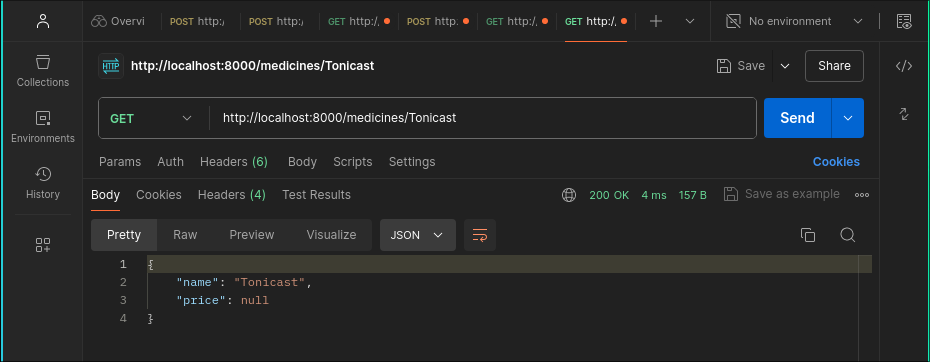 Overvi POST http:/ POST http:/ GET http:/. POST http. GET http:/. GET http:/. No environment
HTTP http://localhost:8000/medicines/Tonicast Save Share
Collections
GET http://localhost:8000/medicines/Tonicast Send
Environments
Params Auth Headers (6) Body Scripts Settings Cookies
History
Body Cookies Headers (4) Test Results 200 OK 4 ms 157 B Save as example
Pretty Raw Preview Visualize JSON
1 {
2 "name": "Tonicast",
3 "price": null
4 }